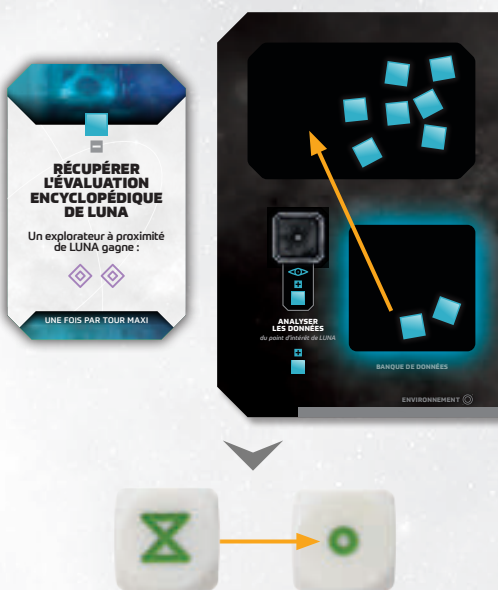 RÉCUPÉRER
L'ÉVALUATION
ENCYCLOPÉDIQUE
DE LUNA
Un explorateur à proximité
de LUNA gagne :
UNE FOIS PAR TOUR MAXI
ANALYSER
LES DONNÉES
du point d'intérêt de LUNA
BANQUE DE DONNÉES
ENVIRONNEMENT